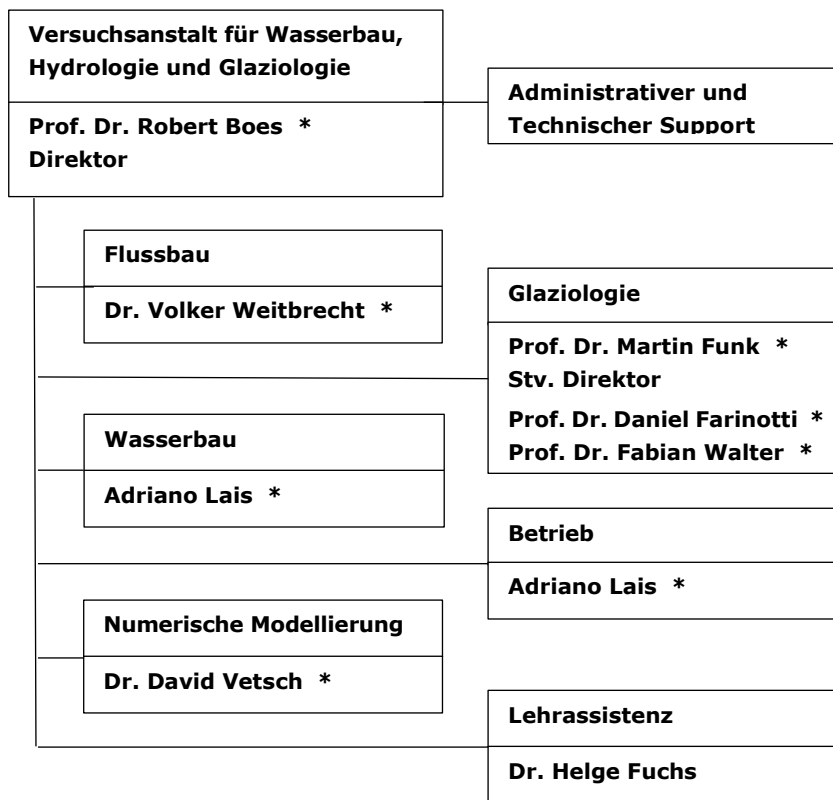 Versuchsanstalt für Wasserbau,
Hydrologie und Glaziologie
Prof. Dr. Robert Boes *
Direktor
Administrativer und
Technischer Support
Flussbau
Dr. Volker Weitbrecht *
Glaziologie
Prof. Dr. Martin Funk *
Stv. Direktor
Prof. Dr. Daniel Farinotti *
Prof. Dr. Fabian Walter *
Wasserbau
Adriano Lais *
Betrieb
Adriano Lais *
Numerische Modellierung
Dr. David Vetsch *
Lehrassistenz
Dr. Helge Fuchs